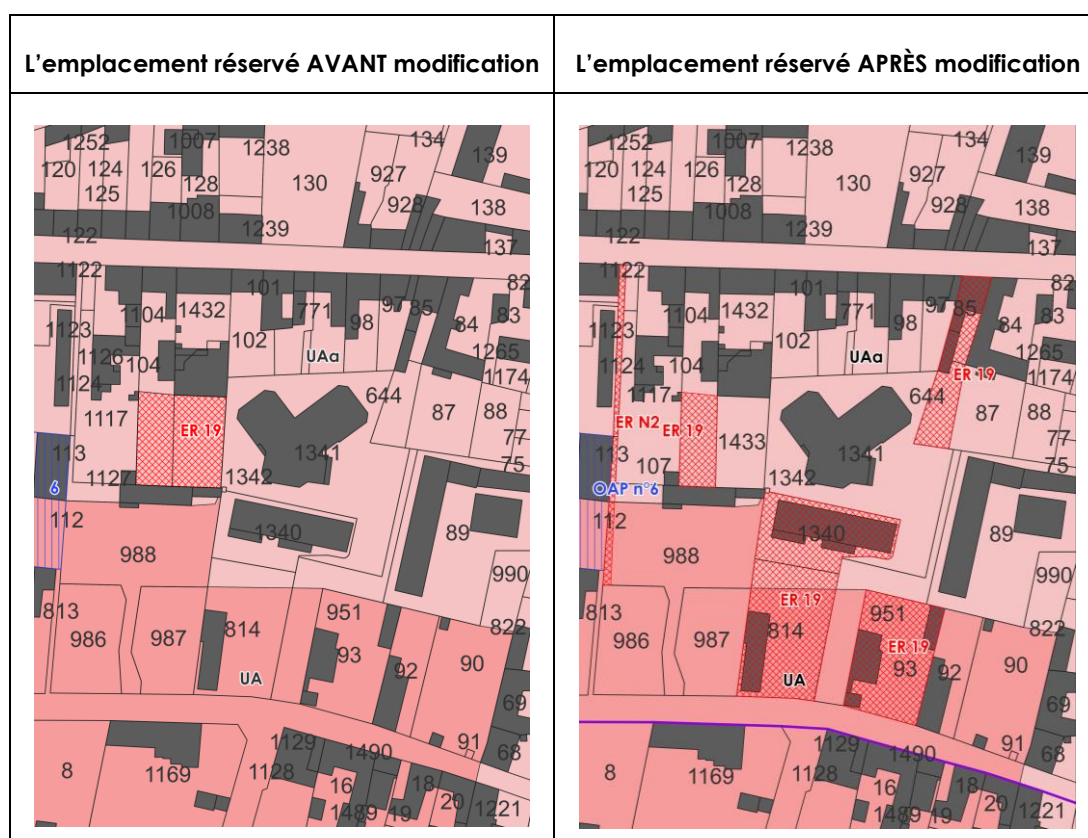 L'emplacement réservé AVANT modification
L'emplacement réservé APRÈS modification
1252 1007 1238 134 139
120 124 126 128 130 927
125 928 138
1008 1239
122 137
1122 101 82
1104 1432 771 97 85 83
1123 102 98 84
1126 104 UAa 1265
1124 1174
1117 644 87 88
ER 19 77
113 1341 75
1127 1342
6
112 1340 89
988 990
813 951 822
986 987 814 93 92 90
UA 69
1129 1490 91 68
8 1169 1128 16 18
1489 19 20 1221
1252 1007 1238 134 139
120 124 126 128 130 927
125 928 138
1008 1239
122 137
1122 101 82
1104 1432 771 97 85 83
1123 102 98 84
104 UAa 1265
1124 ER 19 1174
1117 644 87 88
ER N2 ER 19 1433 77
113 107 1341 75
1342
OAP n°6
112 1340 89
988 990
ER 19
813 951 822
986 987 814 ER 19 93 92 90
UA 69
1129 1490 91 68
8 1169 1128 16 18
1489 19 20 1221